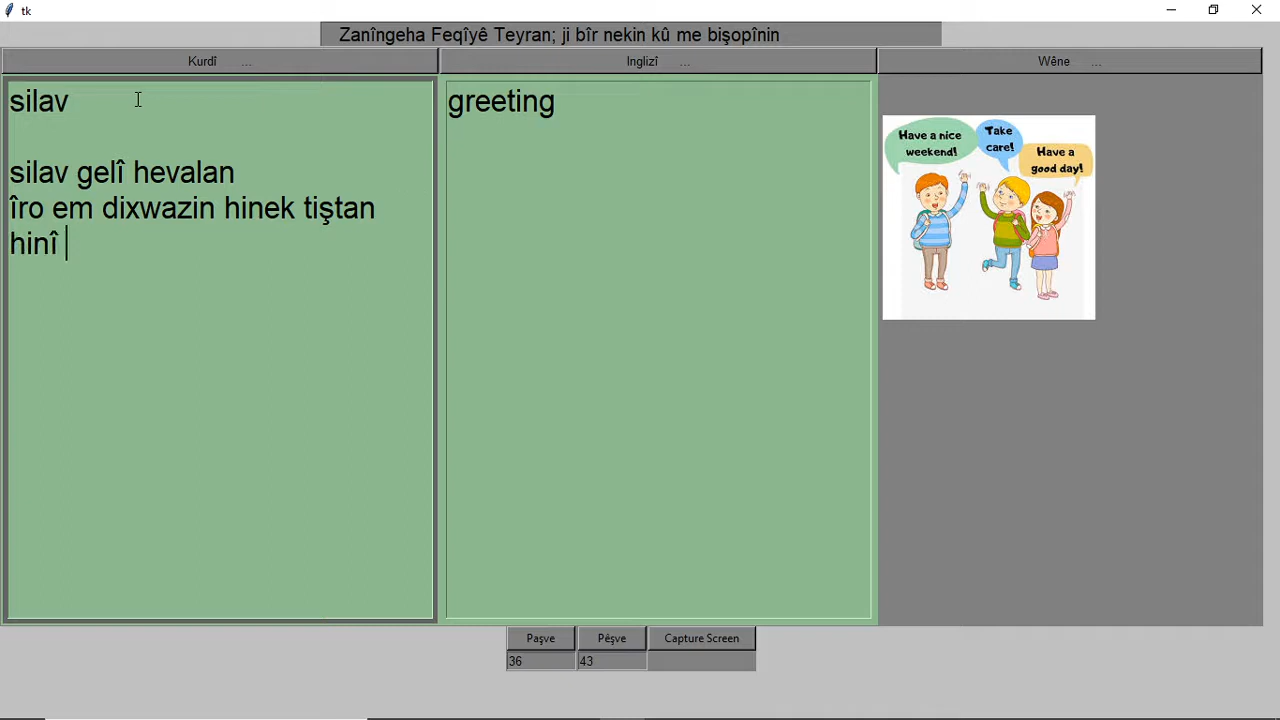 tk
Zanîngeha Feqîyê Teyran; ji bîr nekin kû me bişopînin
Kurdî ...
Inglizî ...
Wêne ...
silav
silav gelî hevalan
îro em dixwazin hinek tiştan
hinî
greeting
Have a nice
weekend!
Take
care!
Have a
good day!
Paşve
Pêşve
Capture Screen
36
43